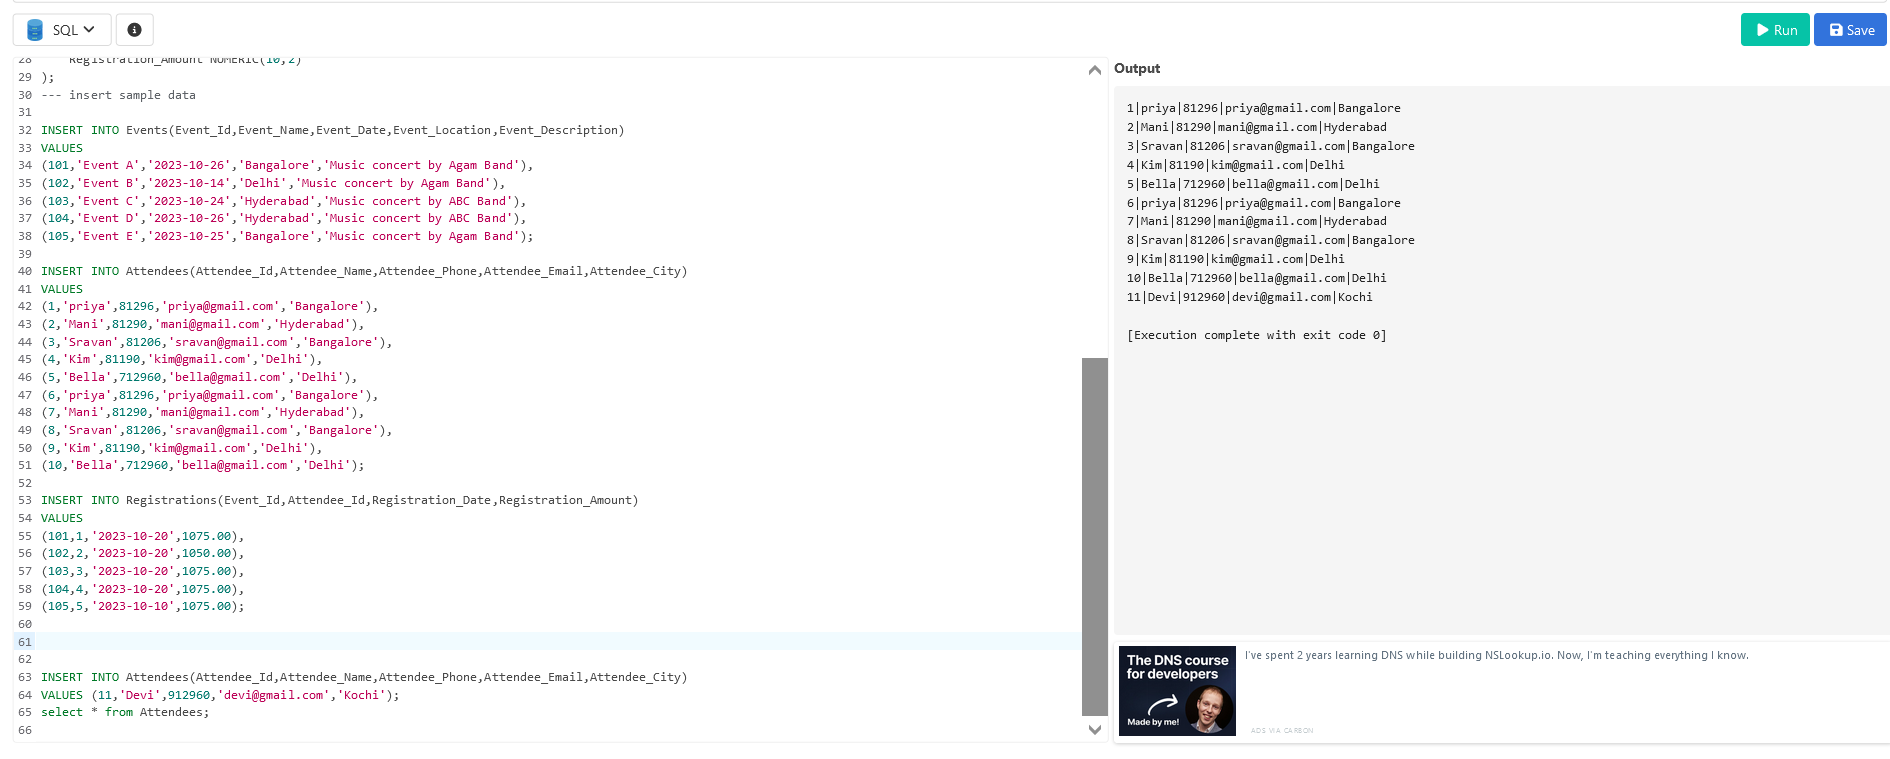 SQL
Run
Save
28     Registration_Amount NUMERIC(10,2)
29 );
30 --- insert sample data
31
32 INSERT INTO Events(Event_Id,Event_Name,Event_Date,Event_Location,Event_Description)
33 VALUES
34 (101,'Event A','2023-10-26','Bangalore','Music concert by Agam Band'),
35 (102,'Event B','2023-10-14','Delhi','Music concert by Agam Band'),
36 (103,'Event C','2023-10-24','Hyderabad','Music concert by ABC Band'),
37 (104,'Event D','2023-10-26','Hyderabad','Music concert by ABC Band'),
38 (105,'Event E','2023-10-25','Bangalore','Music concert by Agam Band');
39
40 INSERT INTO Attendees(Attendee_Id,Attendee_Name,Attendee_Phone,Attendee_Email,Attendee_City)
41 VALUES
42 (1,'priya',81296,'priya@gmail.com','Bangalore'),
43 (2,'Mani',81290,'mani@gmail.com','Hyderabad'),
44 (3,'Sravan',81206,'sravan@gmail.com','Bangalore'),
45 (4,'Kim',81190,'kim@gmail.com','Delhi'),
46 (5,'Bella',712960,'bella@gmail.com','Delhi'),
47 (6,'priya',81296,'priya@gmail.com','Bangalore'),
48 (7,'Mani',81290,'mani@gmail.com','Hyderabad'),
49 (8,'Sravan',81206,'sravan@gmail.com','Bangalore'),
50 (9,'Kim',81190,'kim@gmail.com','Delhi'),
51 (10,'Bella',712960,'bella@gmail.com','Delhi');
52
53 INSERT INTO Registrations(Event_Id,Attendee_Id,Registration_Date,Registration_Amount)
54 VALUES
55 (101,1,'2023-10-20',1075.00),
56 (102,2,'2023-10-20',1050.00),
57 (103,3,'2023-10-20',1075.00),
58 (104,4,'2023-10-20',1075.00),
59 (105,5,'2023-10-10',1075.00);
60
61
62
63 INSERT INTO Attendees(Attendee_Id,Attendee_Name,Attendee_Phone,Attendee_Email,Attendee_City)
64 VALUES (11,'Devi',912960,'devi@gmail.com','Kochi');
65 select * from Attendees;
66
Output
1|priya|81296|priya@gmail.com|Bangalore
2|Mani|81290|mani@gmail.com|Hyderabad
3|Sravan|81206|sravan@gmail.com|Bangalore
4|Kim|81190|kim@gmail.com|Delhi
5|Bella|712960|bella@gmail.com|Delhi
6|priya|81296|priya@gmail.com|Bangalore
7|Mani|81290|mani@gmail.com|Hyderabad
8|Sravan|81206|sravan@gmail.com|Bangalore
9|Kim|81190|kim@gmail.com|Delhi
10|Bella|712960|bella@gmail.com|Delhi
11|Devi|912960|devi@gmail.com|Kochi
[Execution complete with exit code 0]
The DNS course
for developers
Made by me!
I've spent 2 years learning DNS while building NSLookup.io. Now, I'm teaching everything I know.
ADS VIA CARBON